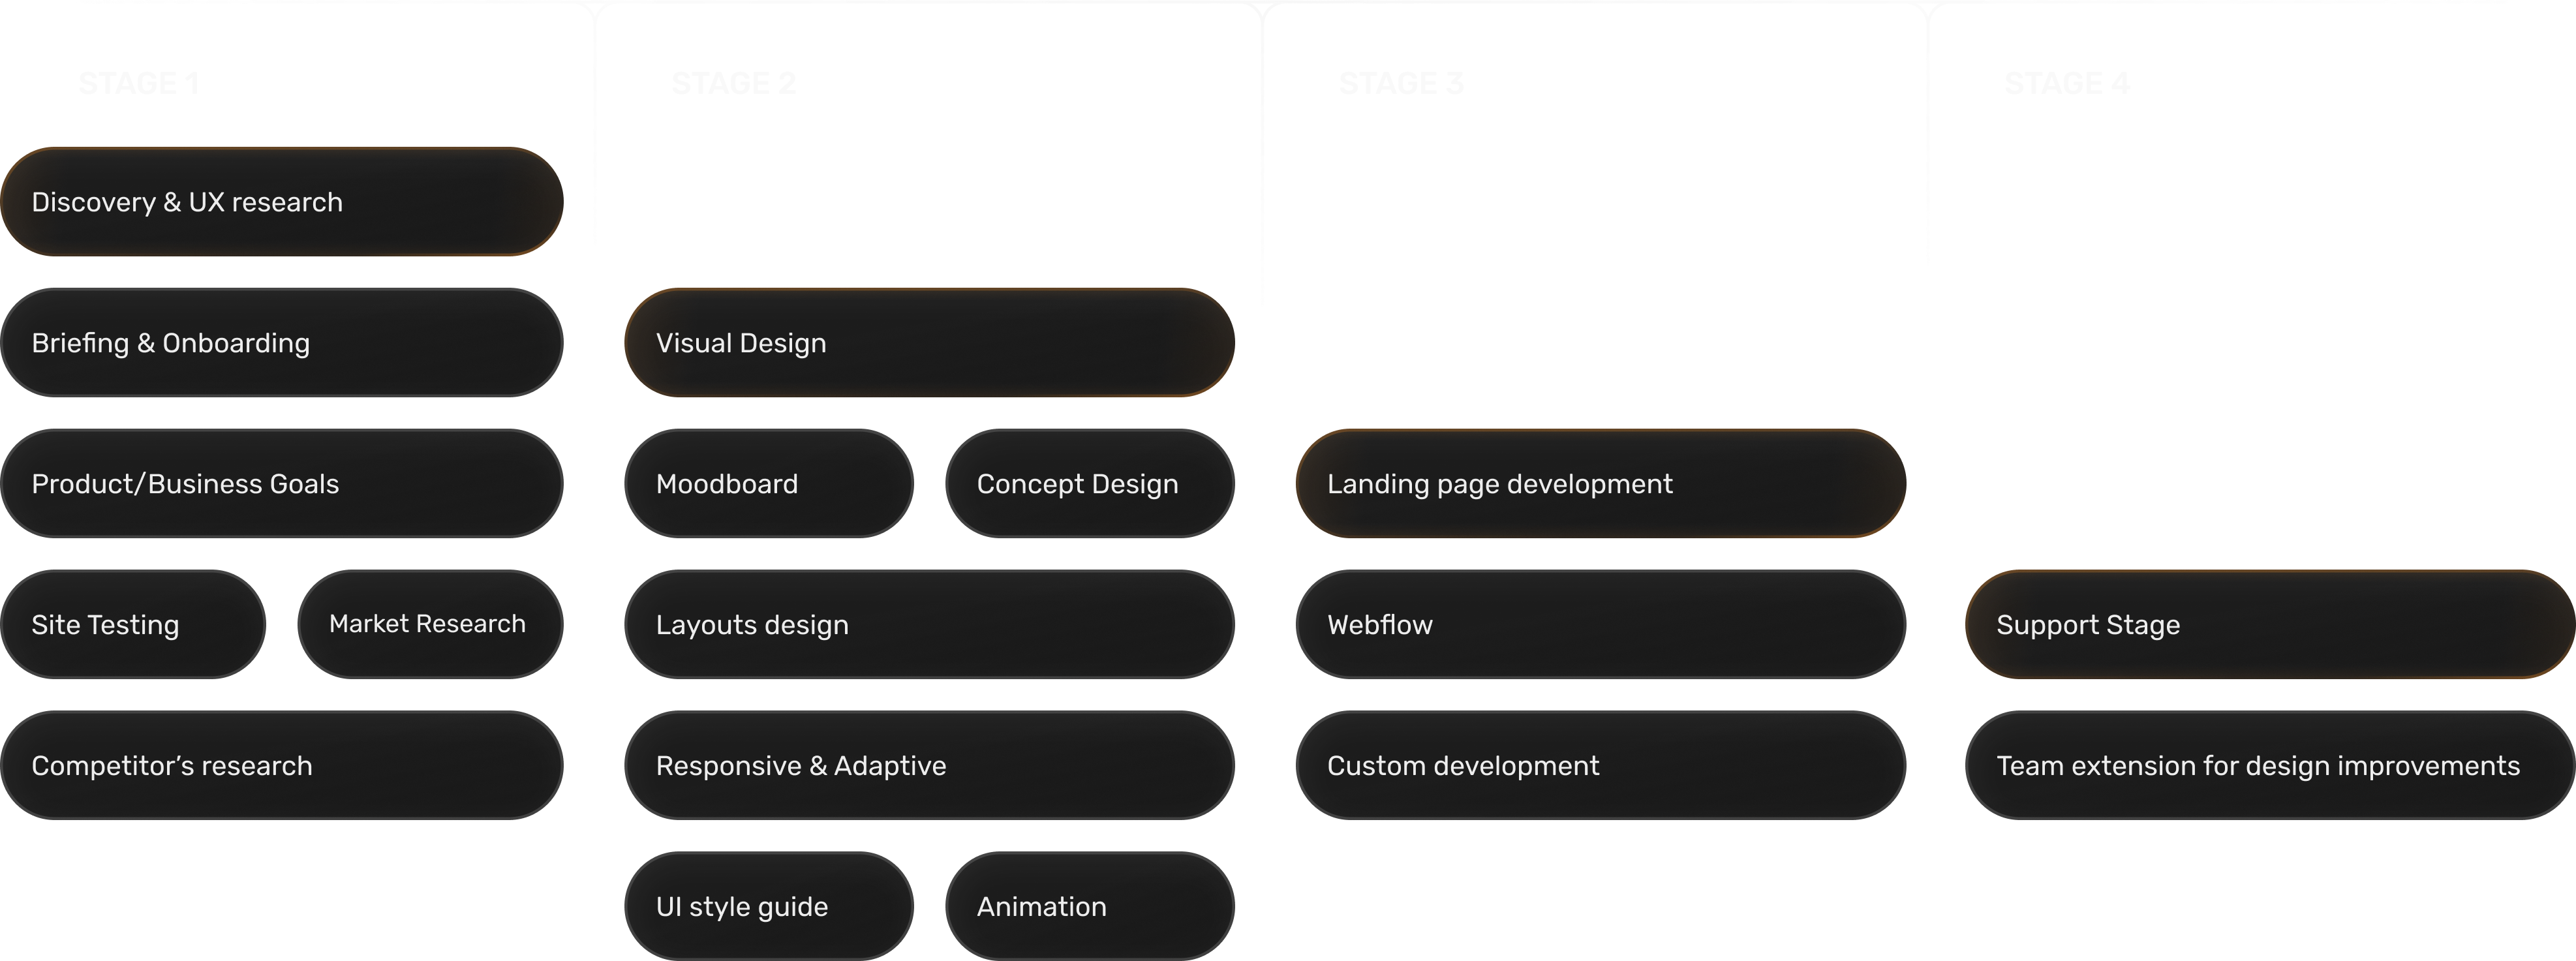 STAGE 1
STAGE 2
STAGE 3
STAGE 4
Discovery & UX research
Briefing & Onboarding
Product/Business Goals
Site Testing
Market Research
Competitor’s research
Visual Design
Moodboard
Concept Design
Layouts design
Responsive & Adaptive
UI style guide
Animation
Landing page development
Webflow
Custom development
Support Stage
Team extension for design improvements